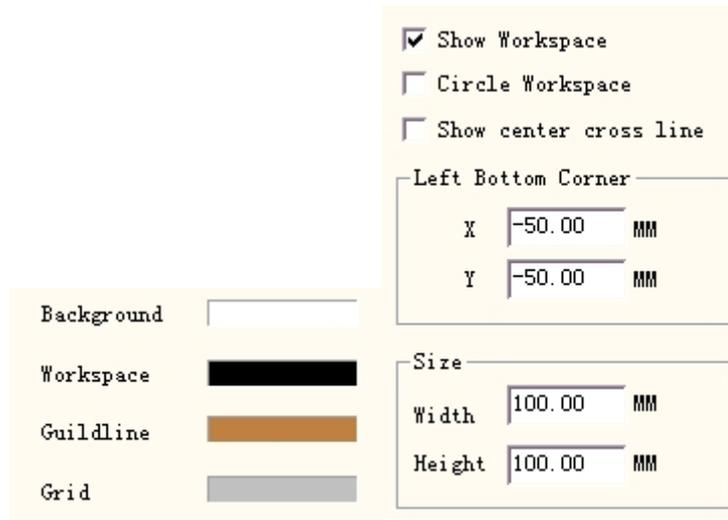 Show Workspace
Circle Workspace
Show center cross line
Left Bottom Corner
X -50.00 MM
Y -50.00 MM
Size
Width 100.00 MM
Height 100.00 MM
Background
Workspace
Guildline
Grid